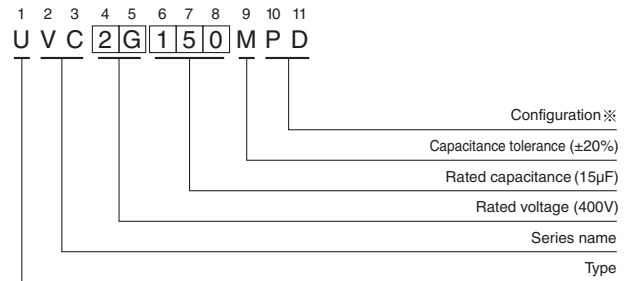 1 2 3 4 5 6 7 8 9 10 11
U V C 2 G 1 5 0 M P D
Configuration※
Capacitance tolerance (±20%)
Rated capacitance (15µF)
Rated voltage (400V)
Series name
Type